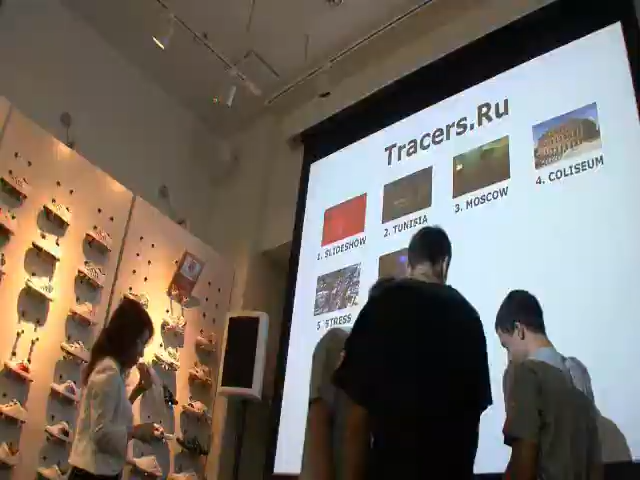 Tracers.Ru
1. SLIDESHOW
2. TUNISIA
3. MOSCOW
4. COLISEUM
5. STRESS